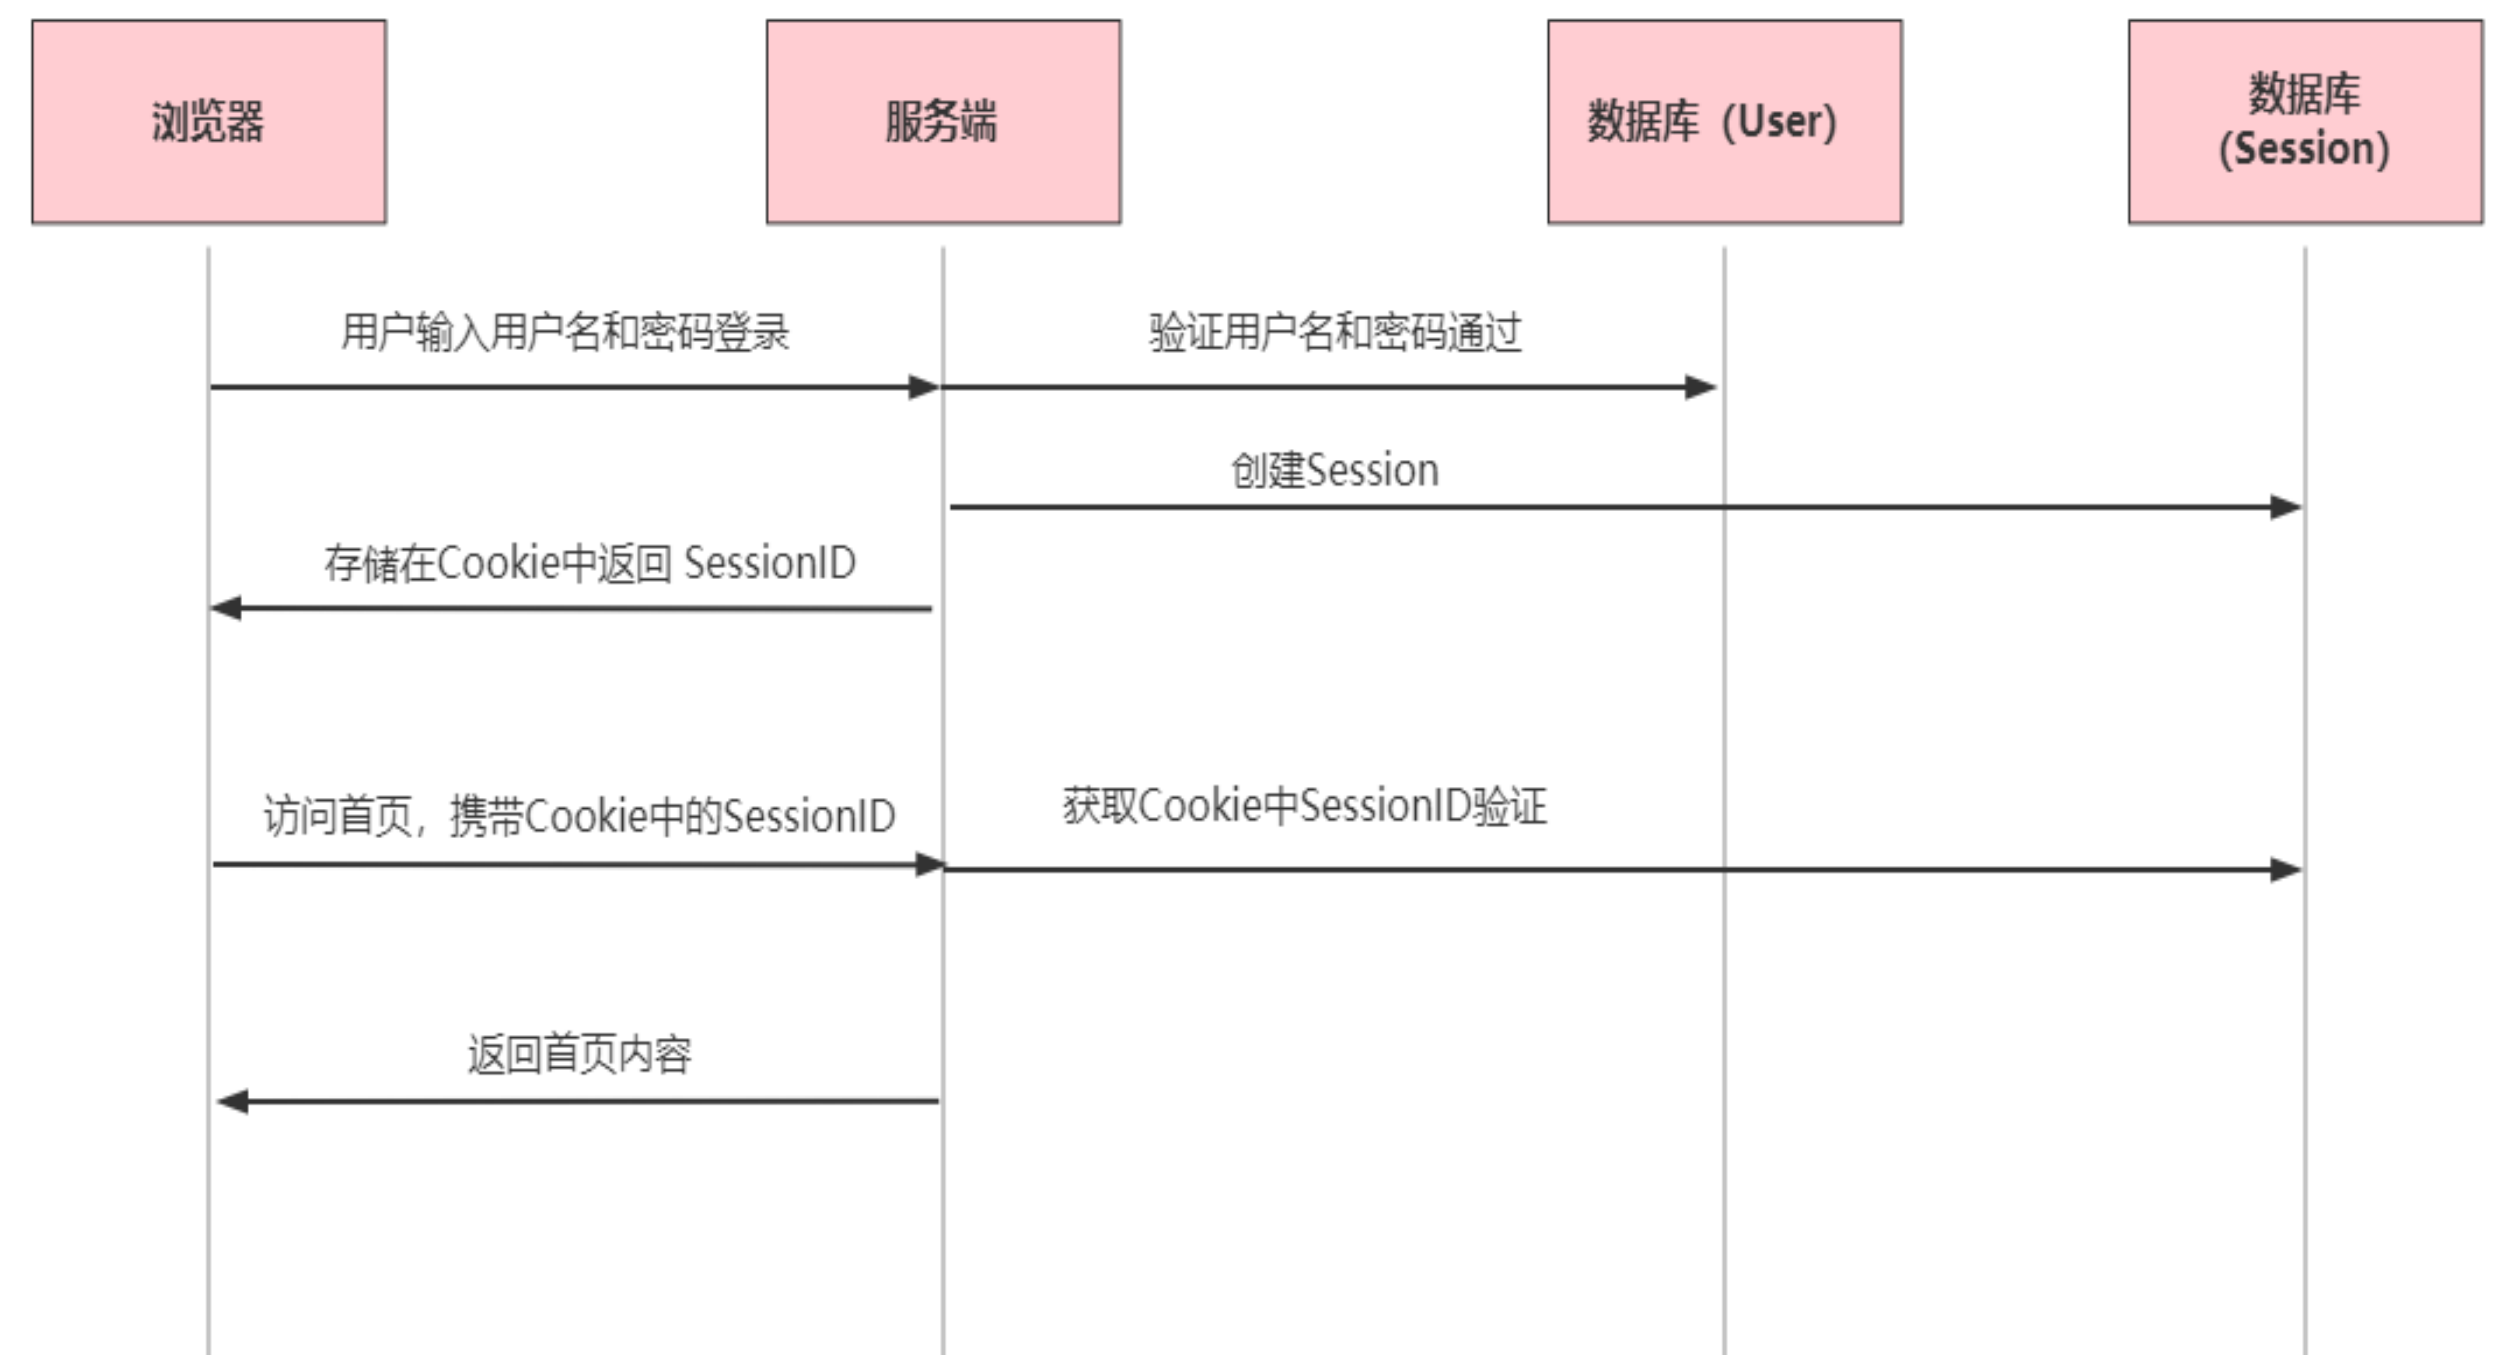 浏览器
服务端
数据库（User）
数据库
（Session）
用户输入用户名和密码登录
验证用户名和密码通过
创建Session
存储在Cookie中返回 SessionID
访问首页，携带Cookie中的SessionID
获取Cookie中SessionID验证
返回首页内容